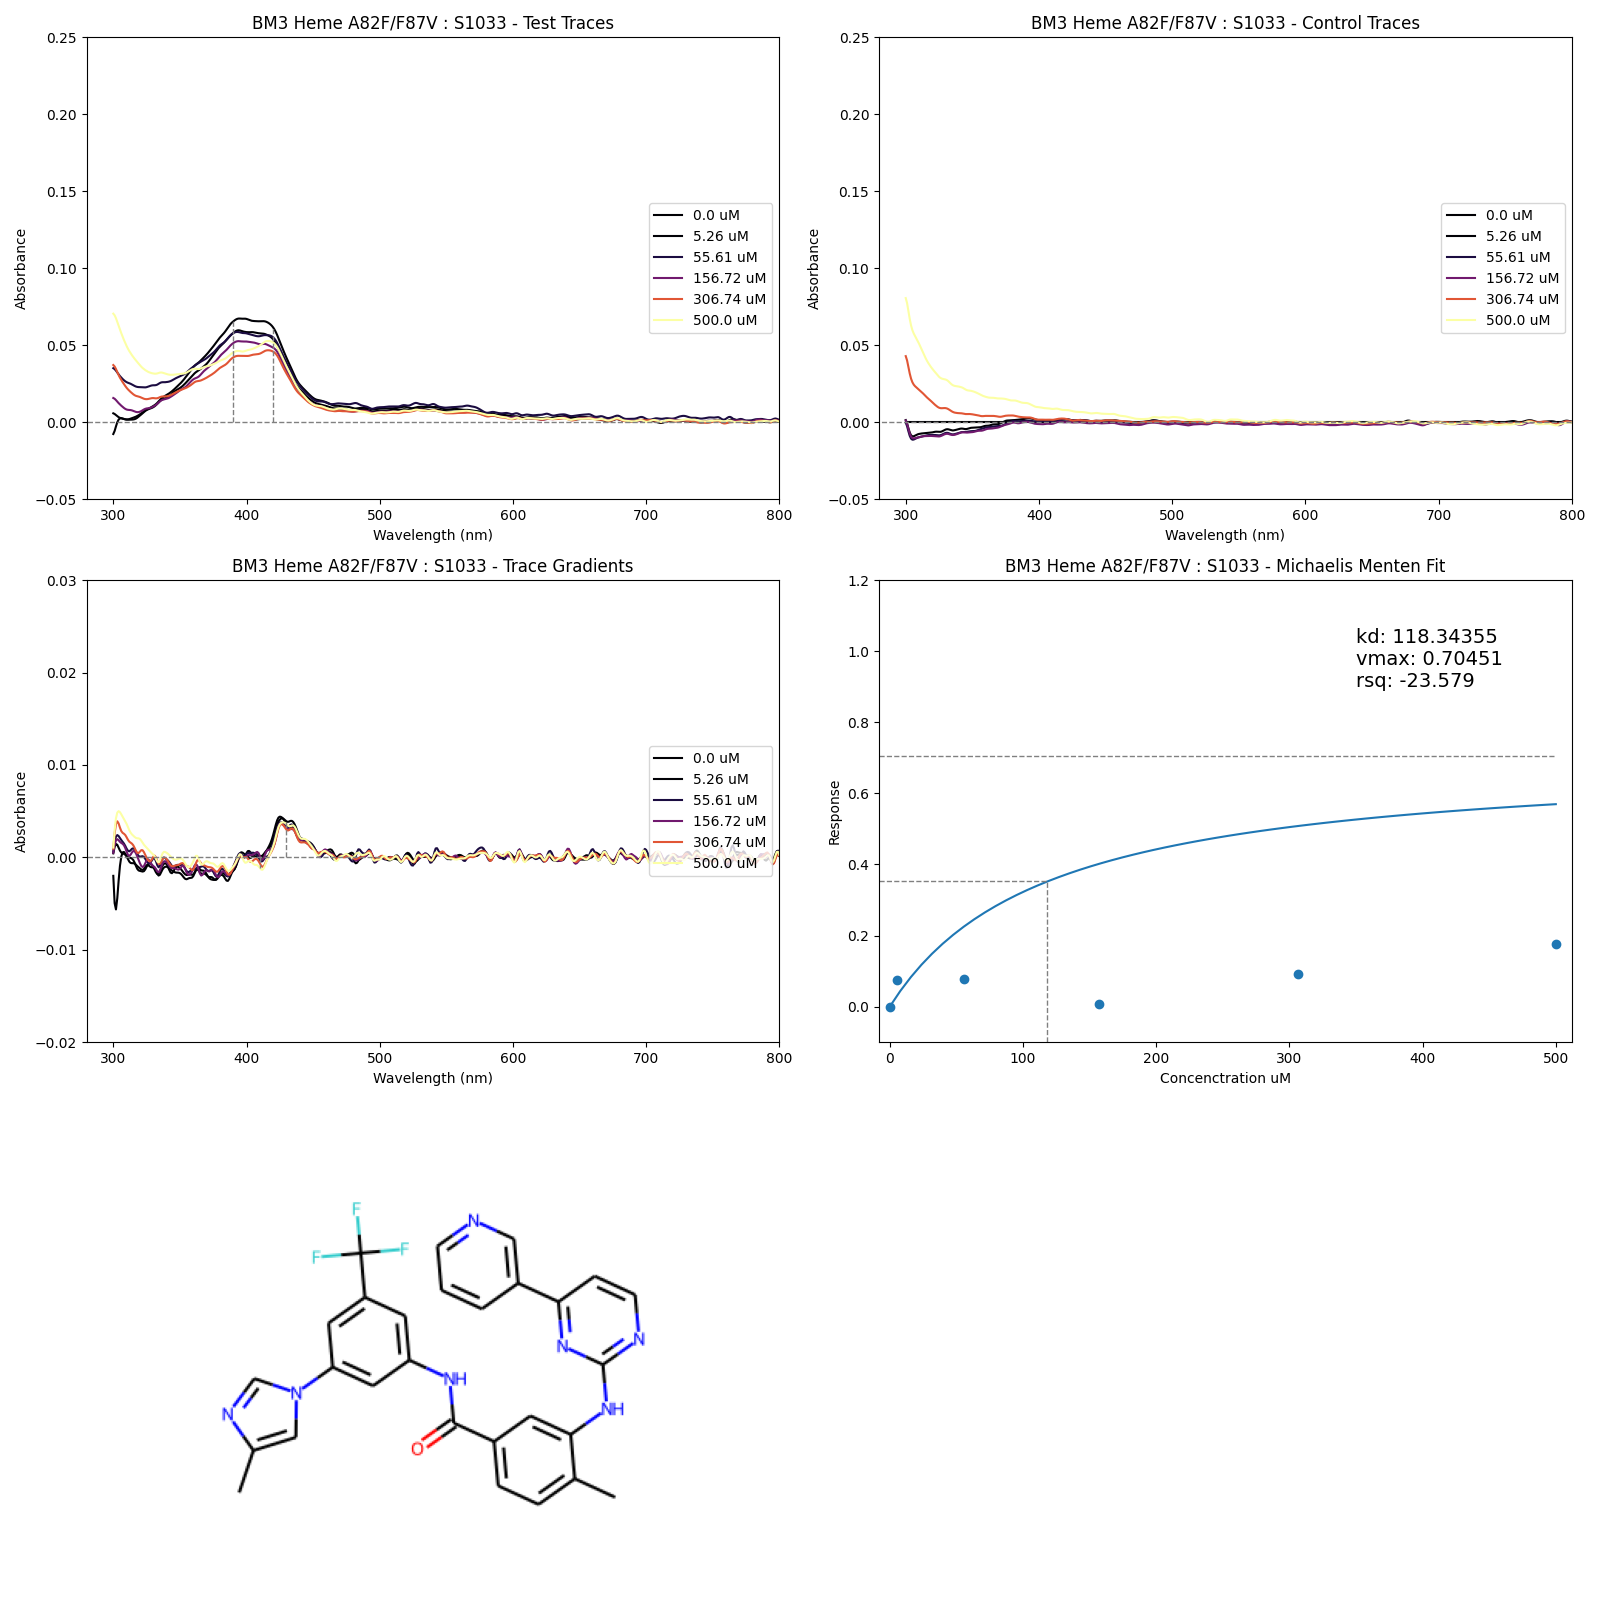 BM3 Heme A82F/F87V : S1033 - Test Traces
0.25
0.20
0.15
0.10
0.05
0.00
−0.05
Absorbance
300 400 500 600 700 800
Wavelength (nm)
0.0 uM
5.26 uM
55.61 uM
156.72 uM
306.74 uM
500.0 uM
BM3 Heme A82F/F87V : S1033 - Control Traces
0.25
0.20
0.15
0.10
0.05
0.00
−0.05
Absorbance
300 400 500 600 700 800
Wavelength (nm)
0.0 uM
5.26 uM
55.61 uM
156.72 uM
306.74 uM
500.0 uM
BM3 Heme A82F/F87V : S1033 - Trace Gradients
0.03
0.02
0.01
0.00
−0.01
−0.02
Absorbance
300 400 500 600 700 800
Wavelength (nm)
0.0 uM
5.26 uM
55.61 uM
156.72 uM
306.74 uM
500.0 uM
BM3 Heme A82F/F87V : S1033 - Michaelis Menten Fit
1.2
1.0
0.8
0.6
0.4
0.2
0.0
Response
0 100 200 300 400 500
Concenctration uM
kd: 118.34355
vmax: 0.70451
rsq: -23.579
F
F
F
N
N
N
NH
N
N
NH
O